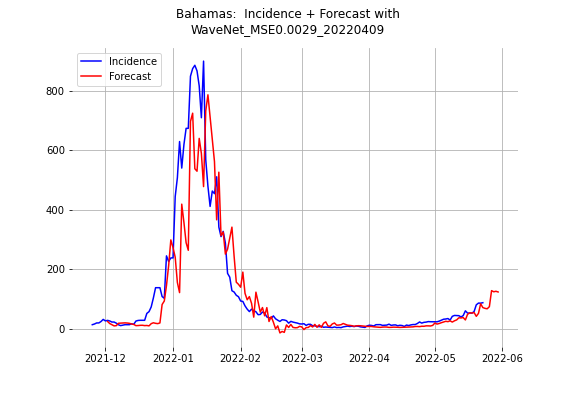 Bahamas:  Incidence + Forecast with
WaveNet_MSE0.0029_20220409
Incidence
Forecast
800
600
400
200
0
2021-12 2022-01 2022-02 2022-03 2022-04 2022-05 2022-06